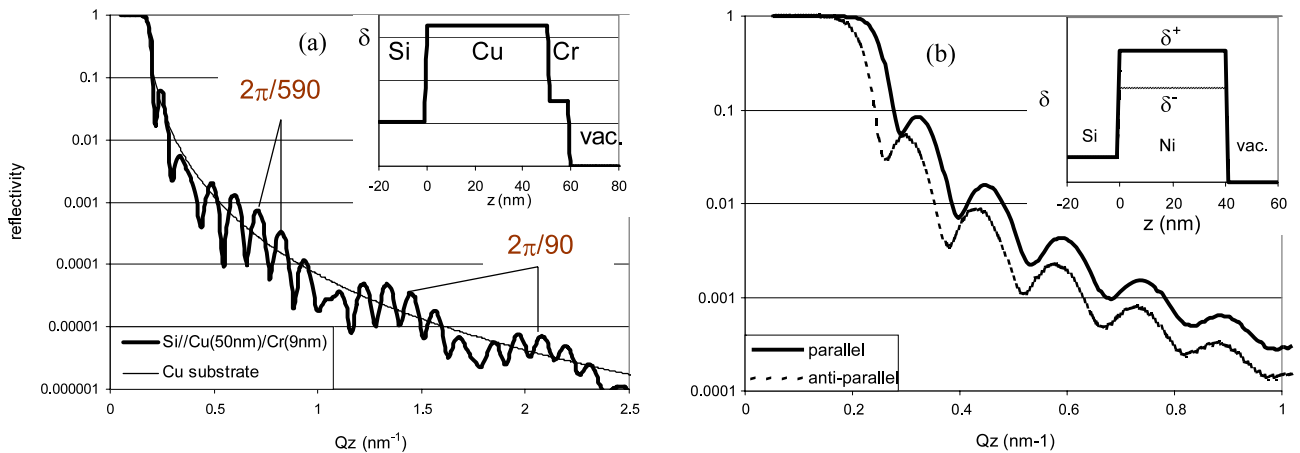 (a)
reflectivity
1
0.1
0.01
0.001
0.0001
0.00001
0.000001
0
0.5
1
1.5
2
2.5
Qz (nm⁻¹)
2π/590
2π/90
Si//Cu(50nm)/Cr(9nm)
Cu substrate
δ
Si
Cu
Cr
vac.
-20
0
20
40
60
80
z (nm)
(b)
1
0.1
0.01
0.001
0.0001
0
0.2
0.4
0.6
0.8
1
Qz (nm-1)
parallel
anti-parallel
δ
δ⁺
δ⁻
Si
Ni
vac.
-20
0
20
40
60
z (nm)